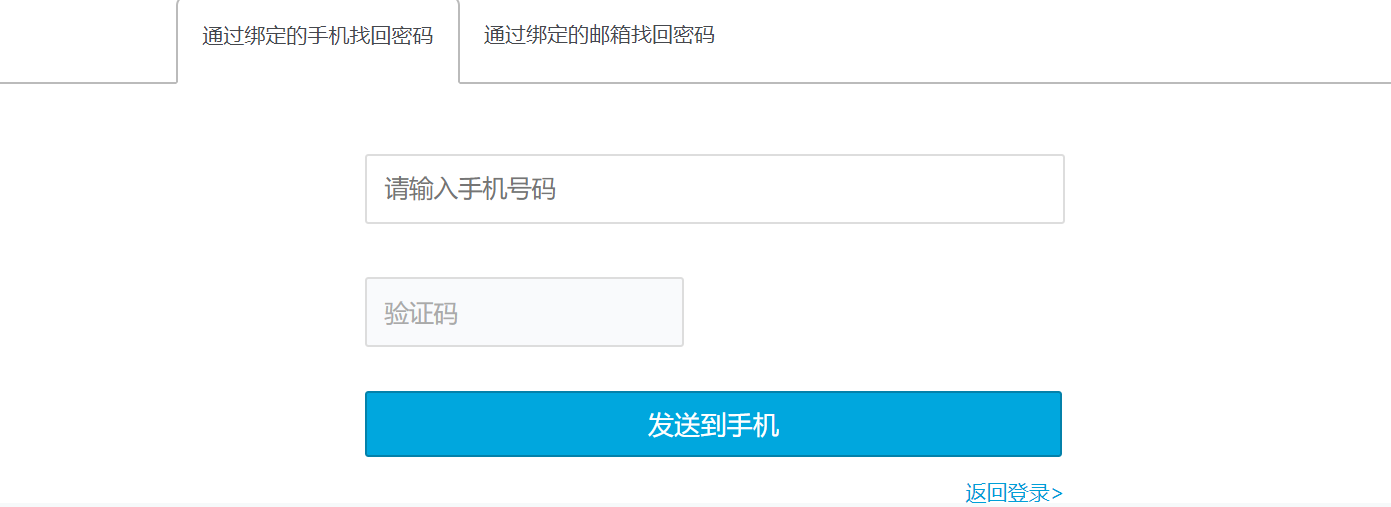 通过绑定的手机找回密码
通过绑定的邮箱找回密码
请输入手机号码
验证码
发送到手机
返回登录>